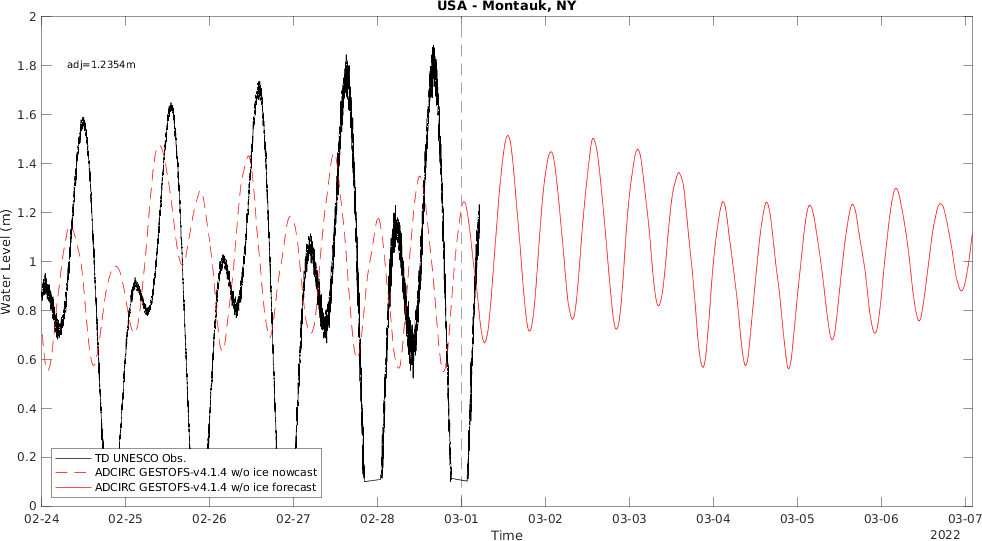 USA - Montauk, NY
2
1.8
adj=1.2354m
1.6
1.4
1.2
1
0.8
0.6
0.4
0.2
0
Water Level (m)
TD UNESCO Obs.
ADCIRC GESTOFS-v4.1.4 w/o ice nowcast
ADCIRC GESTOFS-v4.1.4 w/o ice forecast
02-24 02-25 02-26 02-27 02-28 03-01 03-02 03-03 03-04 03-05 03-06 03-07
Time
2022